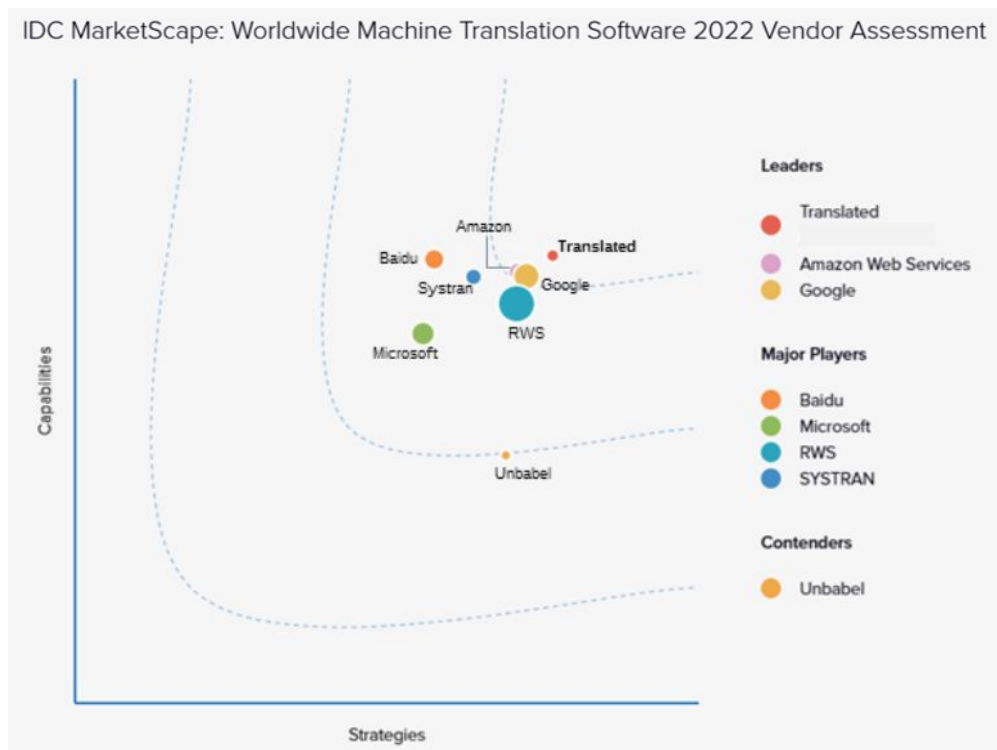 IDC MarketScape: Worldwide Machine Translation Software 2022 Vendor Assessment
Capabilities
Strategies
Amazon
Translated
Baidu
Systran
Google
RWS
Microsoft
Unbabel
Leaders
Translated
Amazon Web Services
Google
Major Players
Baidu
Microsoft
RWS
SYSTRAN
Contenders
Unbabel